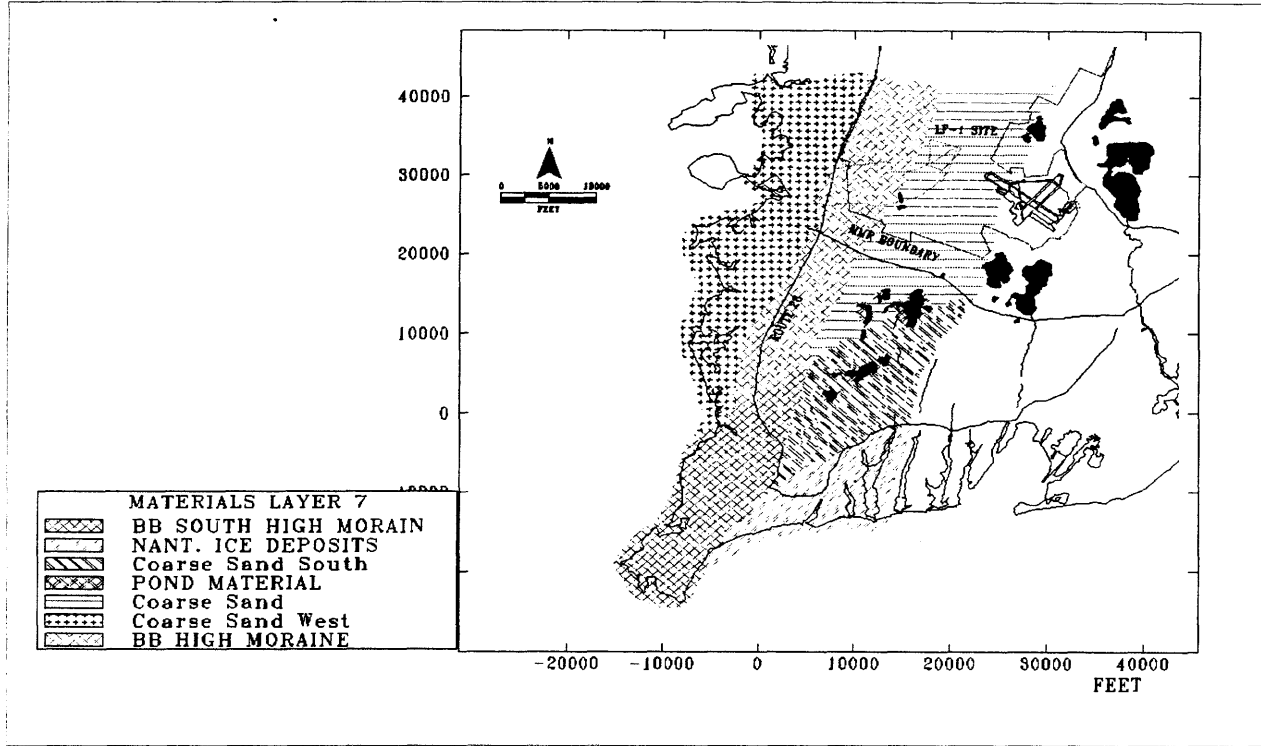 40000
30000
20000
10000
0
N
0 5000 10000
FEET
LF-1 SITE
MMR BOUNDARY
ROUTE 28
MATERIALS LAYER 7
BB SOUTH HIGH MORAIN
NANT. ICE DEPOSITS
Coarse Sand South
POND MATERIAL
Coarse Sand
Coarse Sand West
BB HIGH MORAINE
-20000 -10000 0 10000 20000 30000 40000
FEET